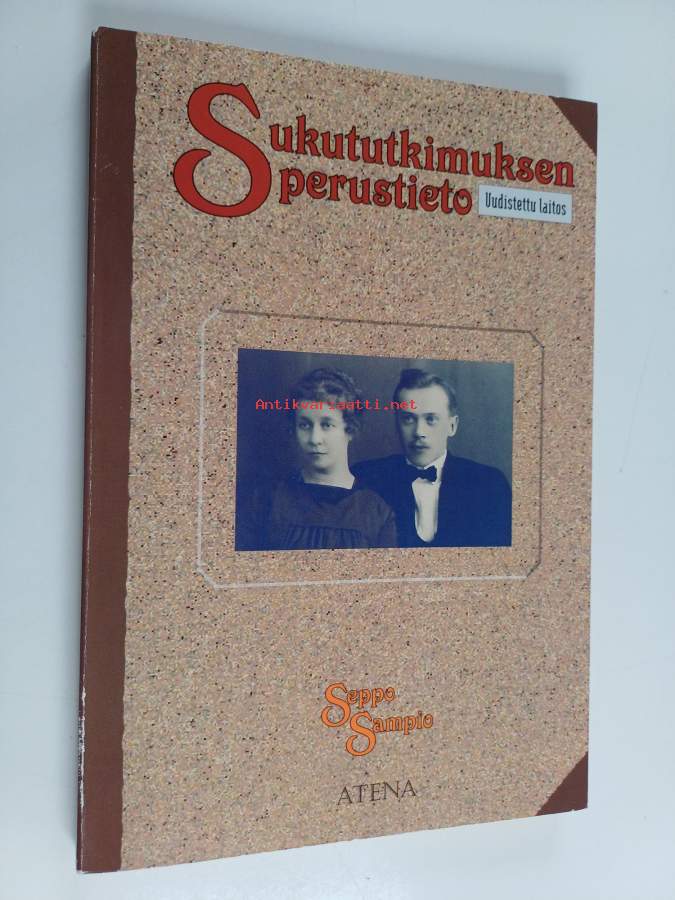 Sukututkimuksen
perustieto
Uudistettu laitos
Antikvariaatti.net
Seppo
Sampio
ATENA